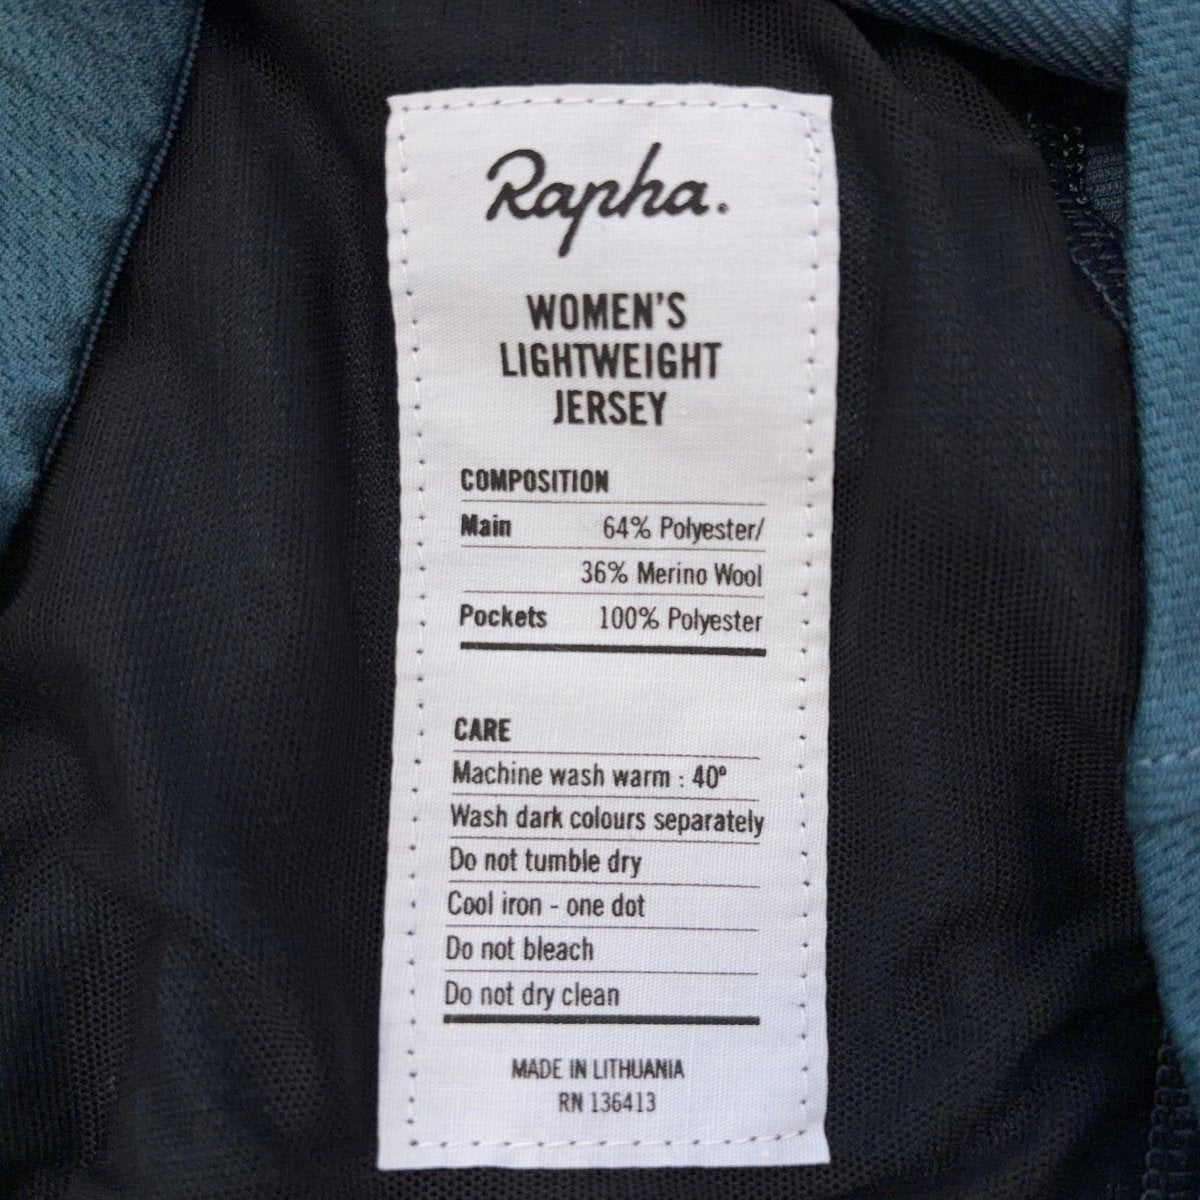 Rapha.
WOMEN'S
LIGHTWEIGHT
JERSEY
COMPOSITION
Main 64% Polyester/
36% Merino Wool
Pockets 100% Polyester
CARE
Machine wash warm : 40°
Wash dark colours separately
Do not tumble dry
Cool iron - one dot
Do not bleach
Do not dry clean
MADE IN LITHUANIA
RN 136413